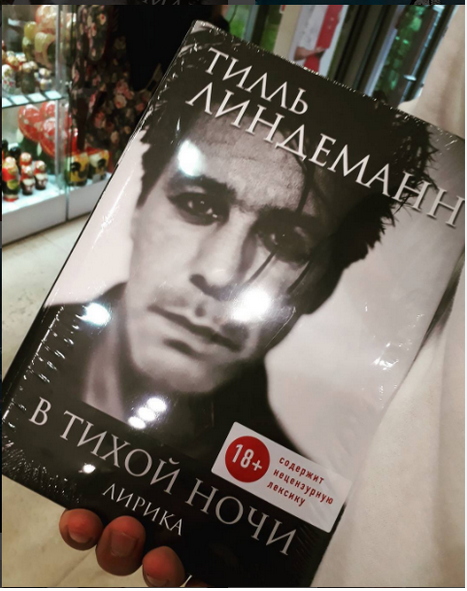 ТИЛЛЬ
ЛИНДЕМАНН
В ТИХОЙ НОЧИ
ЛИРИКА
18+
содержит
нецензурную
лексику